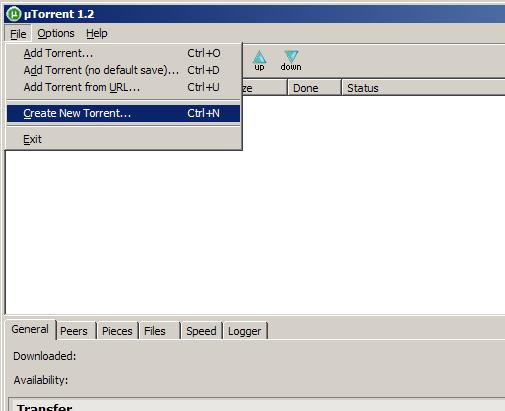 µTorrent 1.2
File Options Help
Add Torrent... Ctrl+O
Add Torrent (no default save)... Ctrl+D
Add Torrent from URL... Ctrl+U
Create New Torrent... Ctrl+N
Exit
up down
ze Done Status
General Peers Pieces Files Speed Logger
Downloaded:
Availability:
Transfer